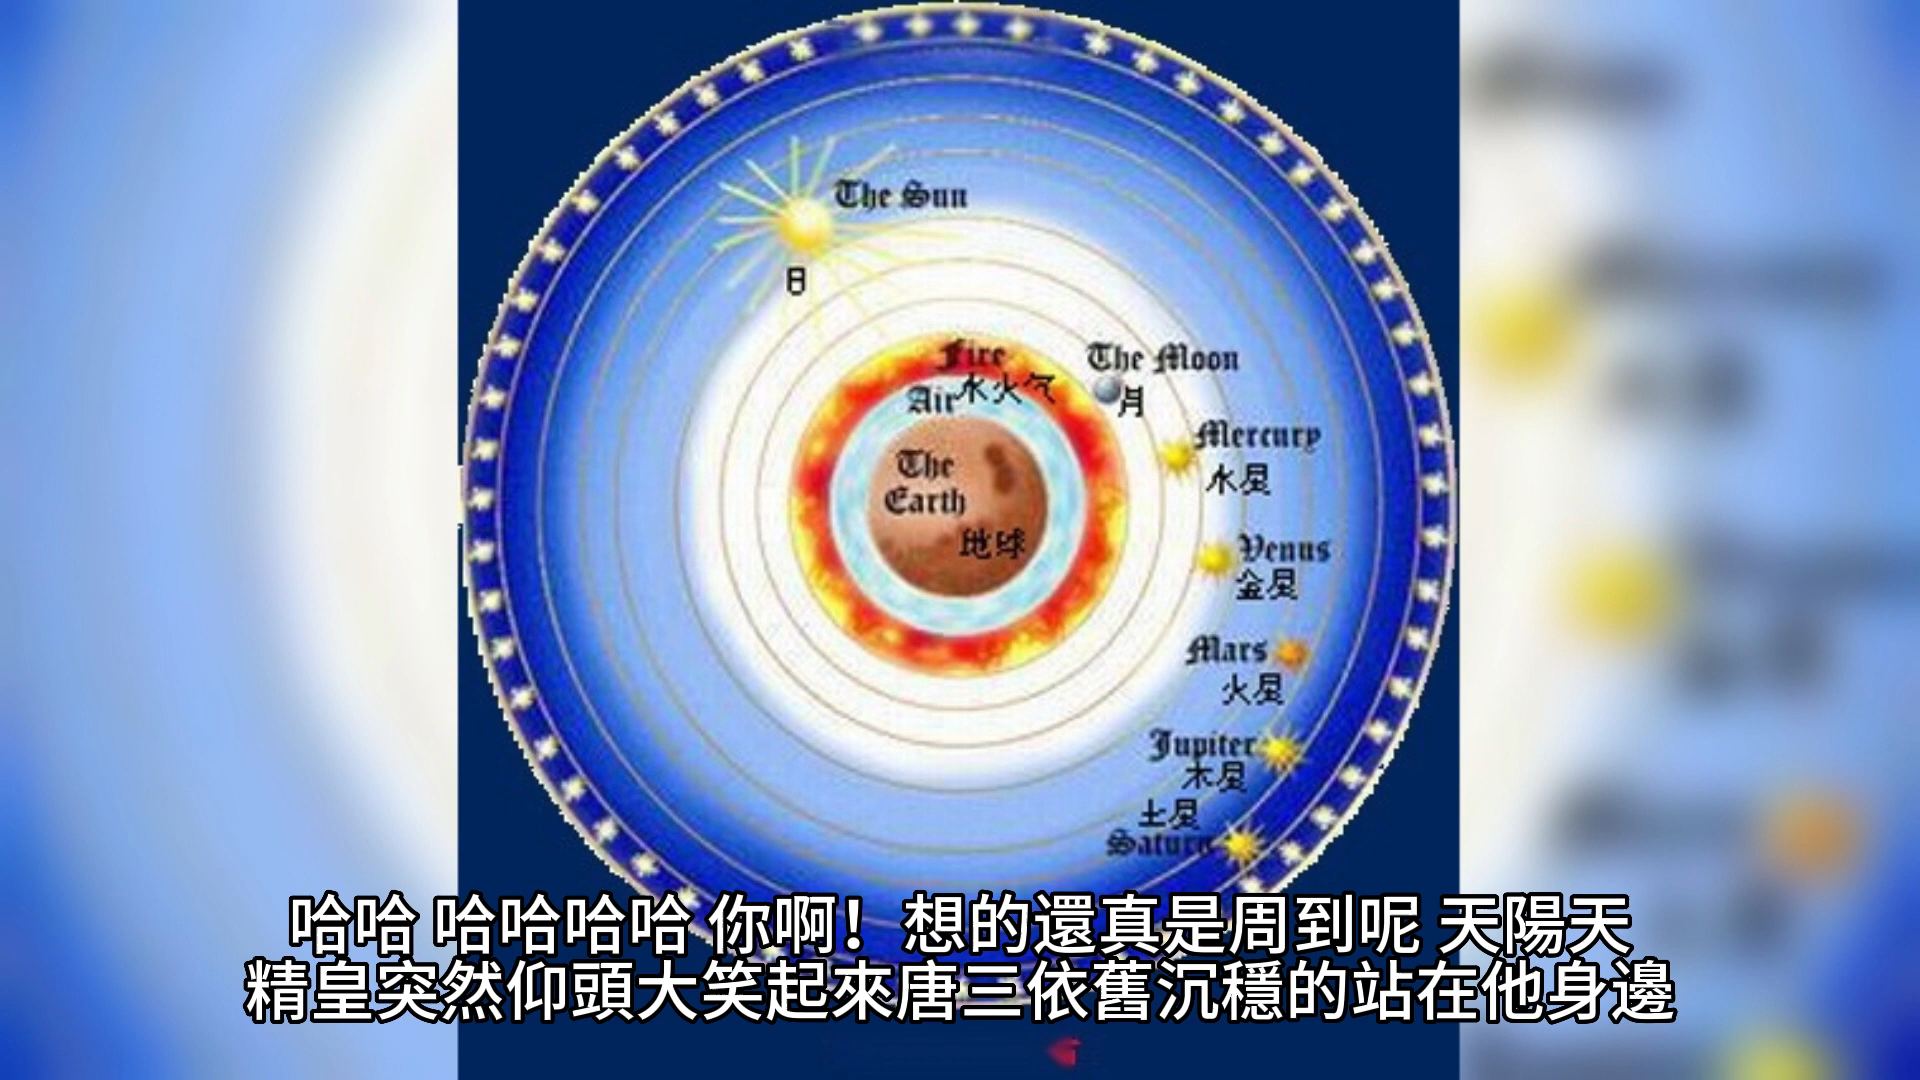 The Sun
日
Fire
Air
水火气
The Moon
月
The
Earth
地球
Mercury
水星
Venus
金星
Mars
火星
Jupiter
木星
土星
Saturn
哈哈 哈哈哈哈 你啊！想的還真是周到呢 天陽天
精皇突然仰頭大笑起來唐三依舊沉穩的站在他身邊